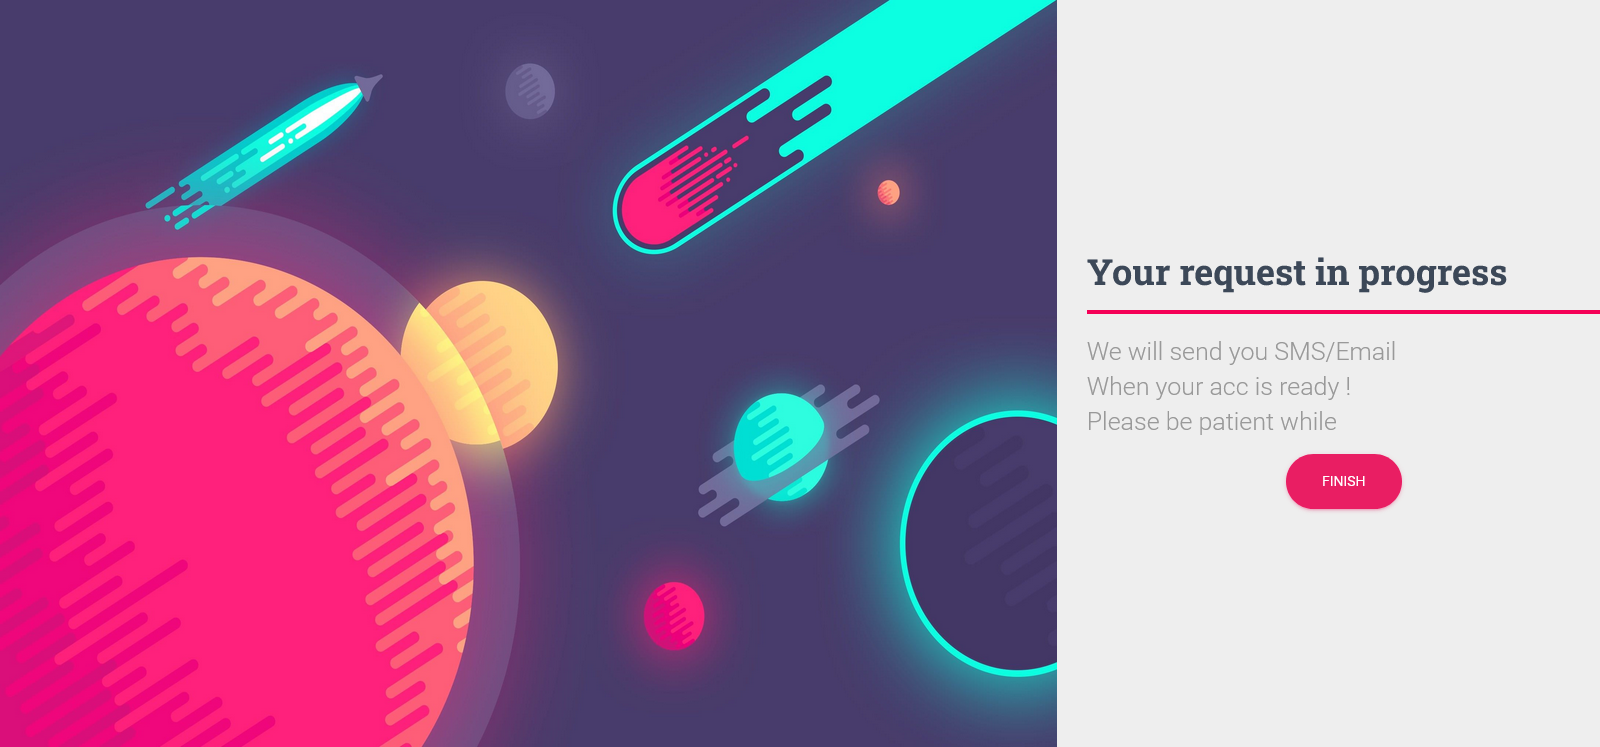 Your request in progress
We will send you SMS/Email
When your acc is ready !
Please be patient while
FINISH